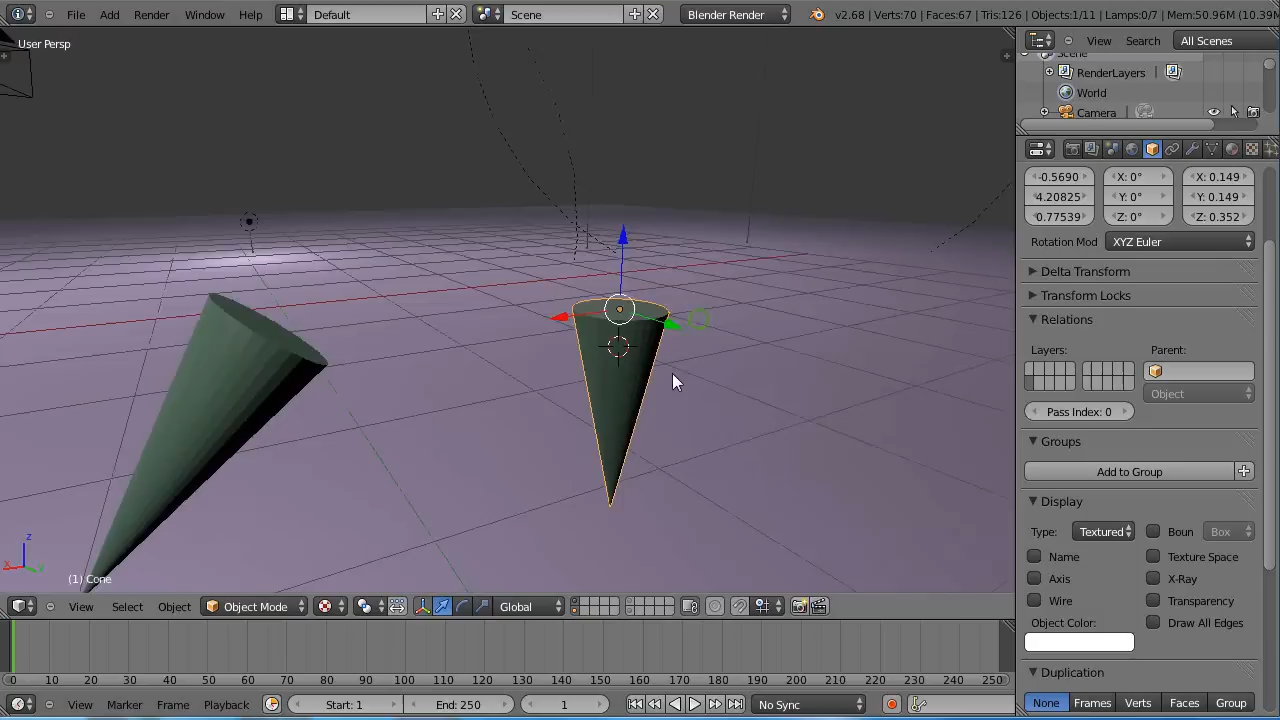 File Add Render Window Help Default Scene Blender Render v2.68 | Verts:70 | Faces:67 | Tris:126 | Objects:1/11 | Lamps:0/7 | Mem:50.96M (10.39M
User Persp
View Search All Scenes
Scene
RenderLayers
World
Camera
-0.5690 X: 0° X: 0.149
4.20825 Y: 0° Y: 0.149
0.77539 Z: 0° Z: 0.352
Rotation Mod XYZ Euler
Delta Transform
Transform Locks
Relations
Layers: Parent:
Object
Pass Index: 0
Groups
Add to Group
Display
Type: Textured Boun Box
Name Texture Space
Axis X-Ray
Wire Transparency
Object Color: Draw All Edges
Duplication
None Frames Verts Faces Group
z
x y
(1) Cone
View Select Object Object Mode Global
0 10 20 30 40 50 60 70 80 90 100 110 120 130 140 150 160 170 180 190 200 210 220 230 240 250
View Marker Frame Playback Start: 1 End: 250 1 No Sync